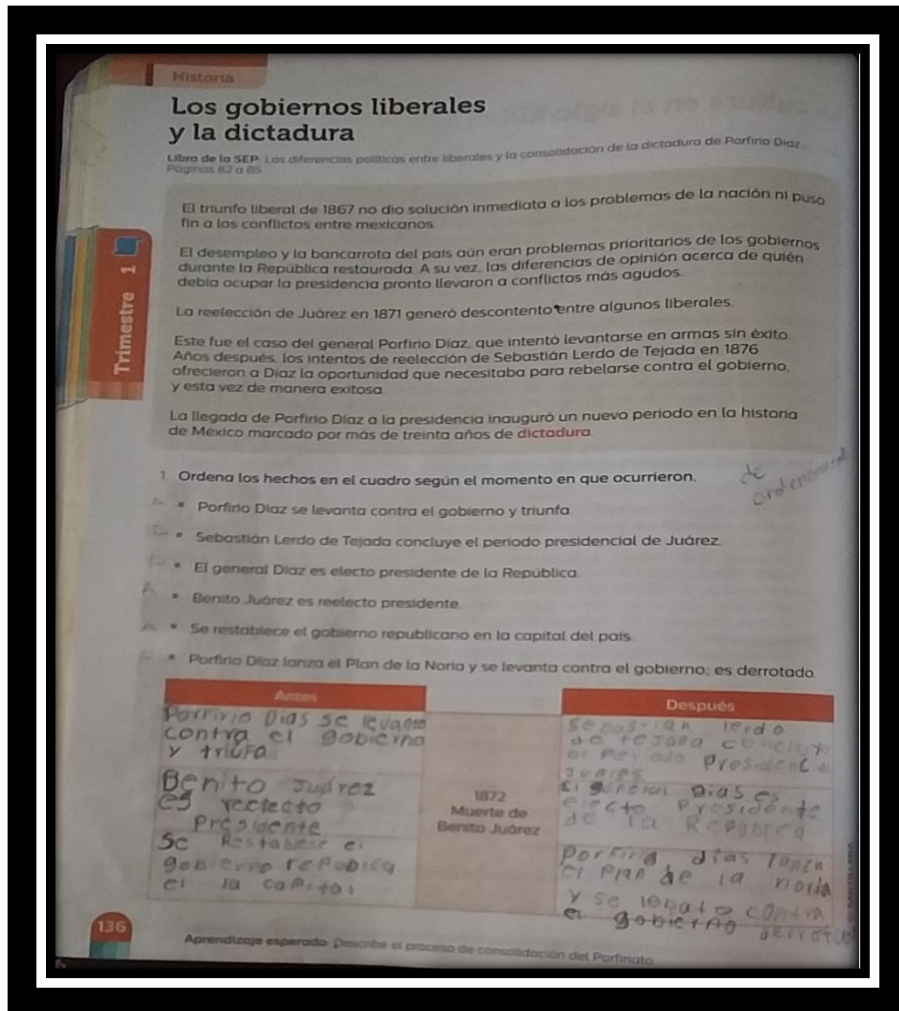 Historia
Los gobiernos liberales
y la dictadura
Libro de la SEP: Las diferencias políticas entre liberales y la consolidación de la dictadura de Porfirio Díaz
Páginas 82 a 85
El triunfo liberal de 1867 no dio solución inmediata a los problemas de la nación ni puso
fin a los conflictos entre mexicanos.
El desempleo y la bancarrota del país aún eran problemas prioritarios de los gobiernos
durante la República restaurada. A su vez, las diferencias de opinión acerca de quién
debía ocupar la presidencia pronto llevaron a conflictos más agudos.
La reelección de Juárez en 1871 generó descontento entre algunos liberales.
Este fue el caso del general Porfirio Díaz, que intentó levantarse en armas sin éxito.
Años después, los intentos de reelección de Sebastián Lerdo de Tejada en 1876
ofrecieron a Díaz la oportunidad que necesitaba para rebelarse contra el gobierno,
y esta vez de manera exitosa.
La llegada de Porfirio Díaz a la presidencia inauguró un nuevo periodo en la historia
de México marcado por más de treinta años de dictadura.
Trimestre 1
1. Ordena los hechos en el cuadro según el momento en que ocurrieron.
de
• Porfirio Díaz se levanta contra el gobierno y triunfa.
• Sebastián Lerdo de Tejada concluye el periodo presidencial de Juárez.
• El general Díaz es electo presidente de la República.
• Benito Juárez es reelecto presidente.
• Se restablece el gobierno republicano en la capital del país.
• Porfirio Díaz lanza el Plan de la Noria y se levanta contra el gobierno; es derrotado.
Antes
Porfirio Dias se levanta
contra el gobierno
y triufa
Benito Juárez
es reelecto
Presidente
Se Restablese el
gobierno republica
el la capital
1872
Muerte de
Benito Juárez
Después
Sebastian lerdo
de tejada concluye
el Periodo Presidencial
Juares
El general Dias es
electo Presidente
de la Republica
Porfirio dias lanza
el Plan de la noria
y se lebato contra
el gobierno derrotado
136
Aprendizaje esperado: Describe el proceso de consolidación del Porfiriato